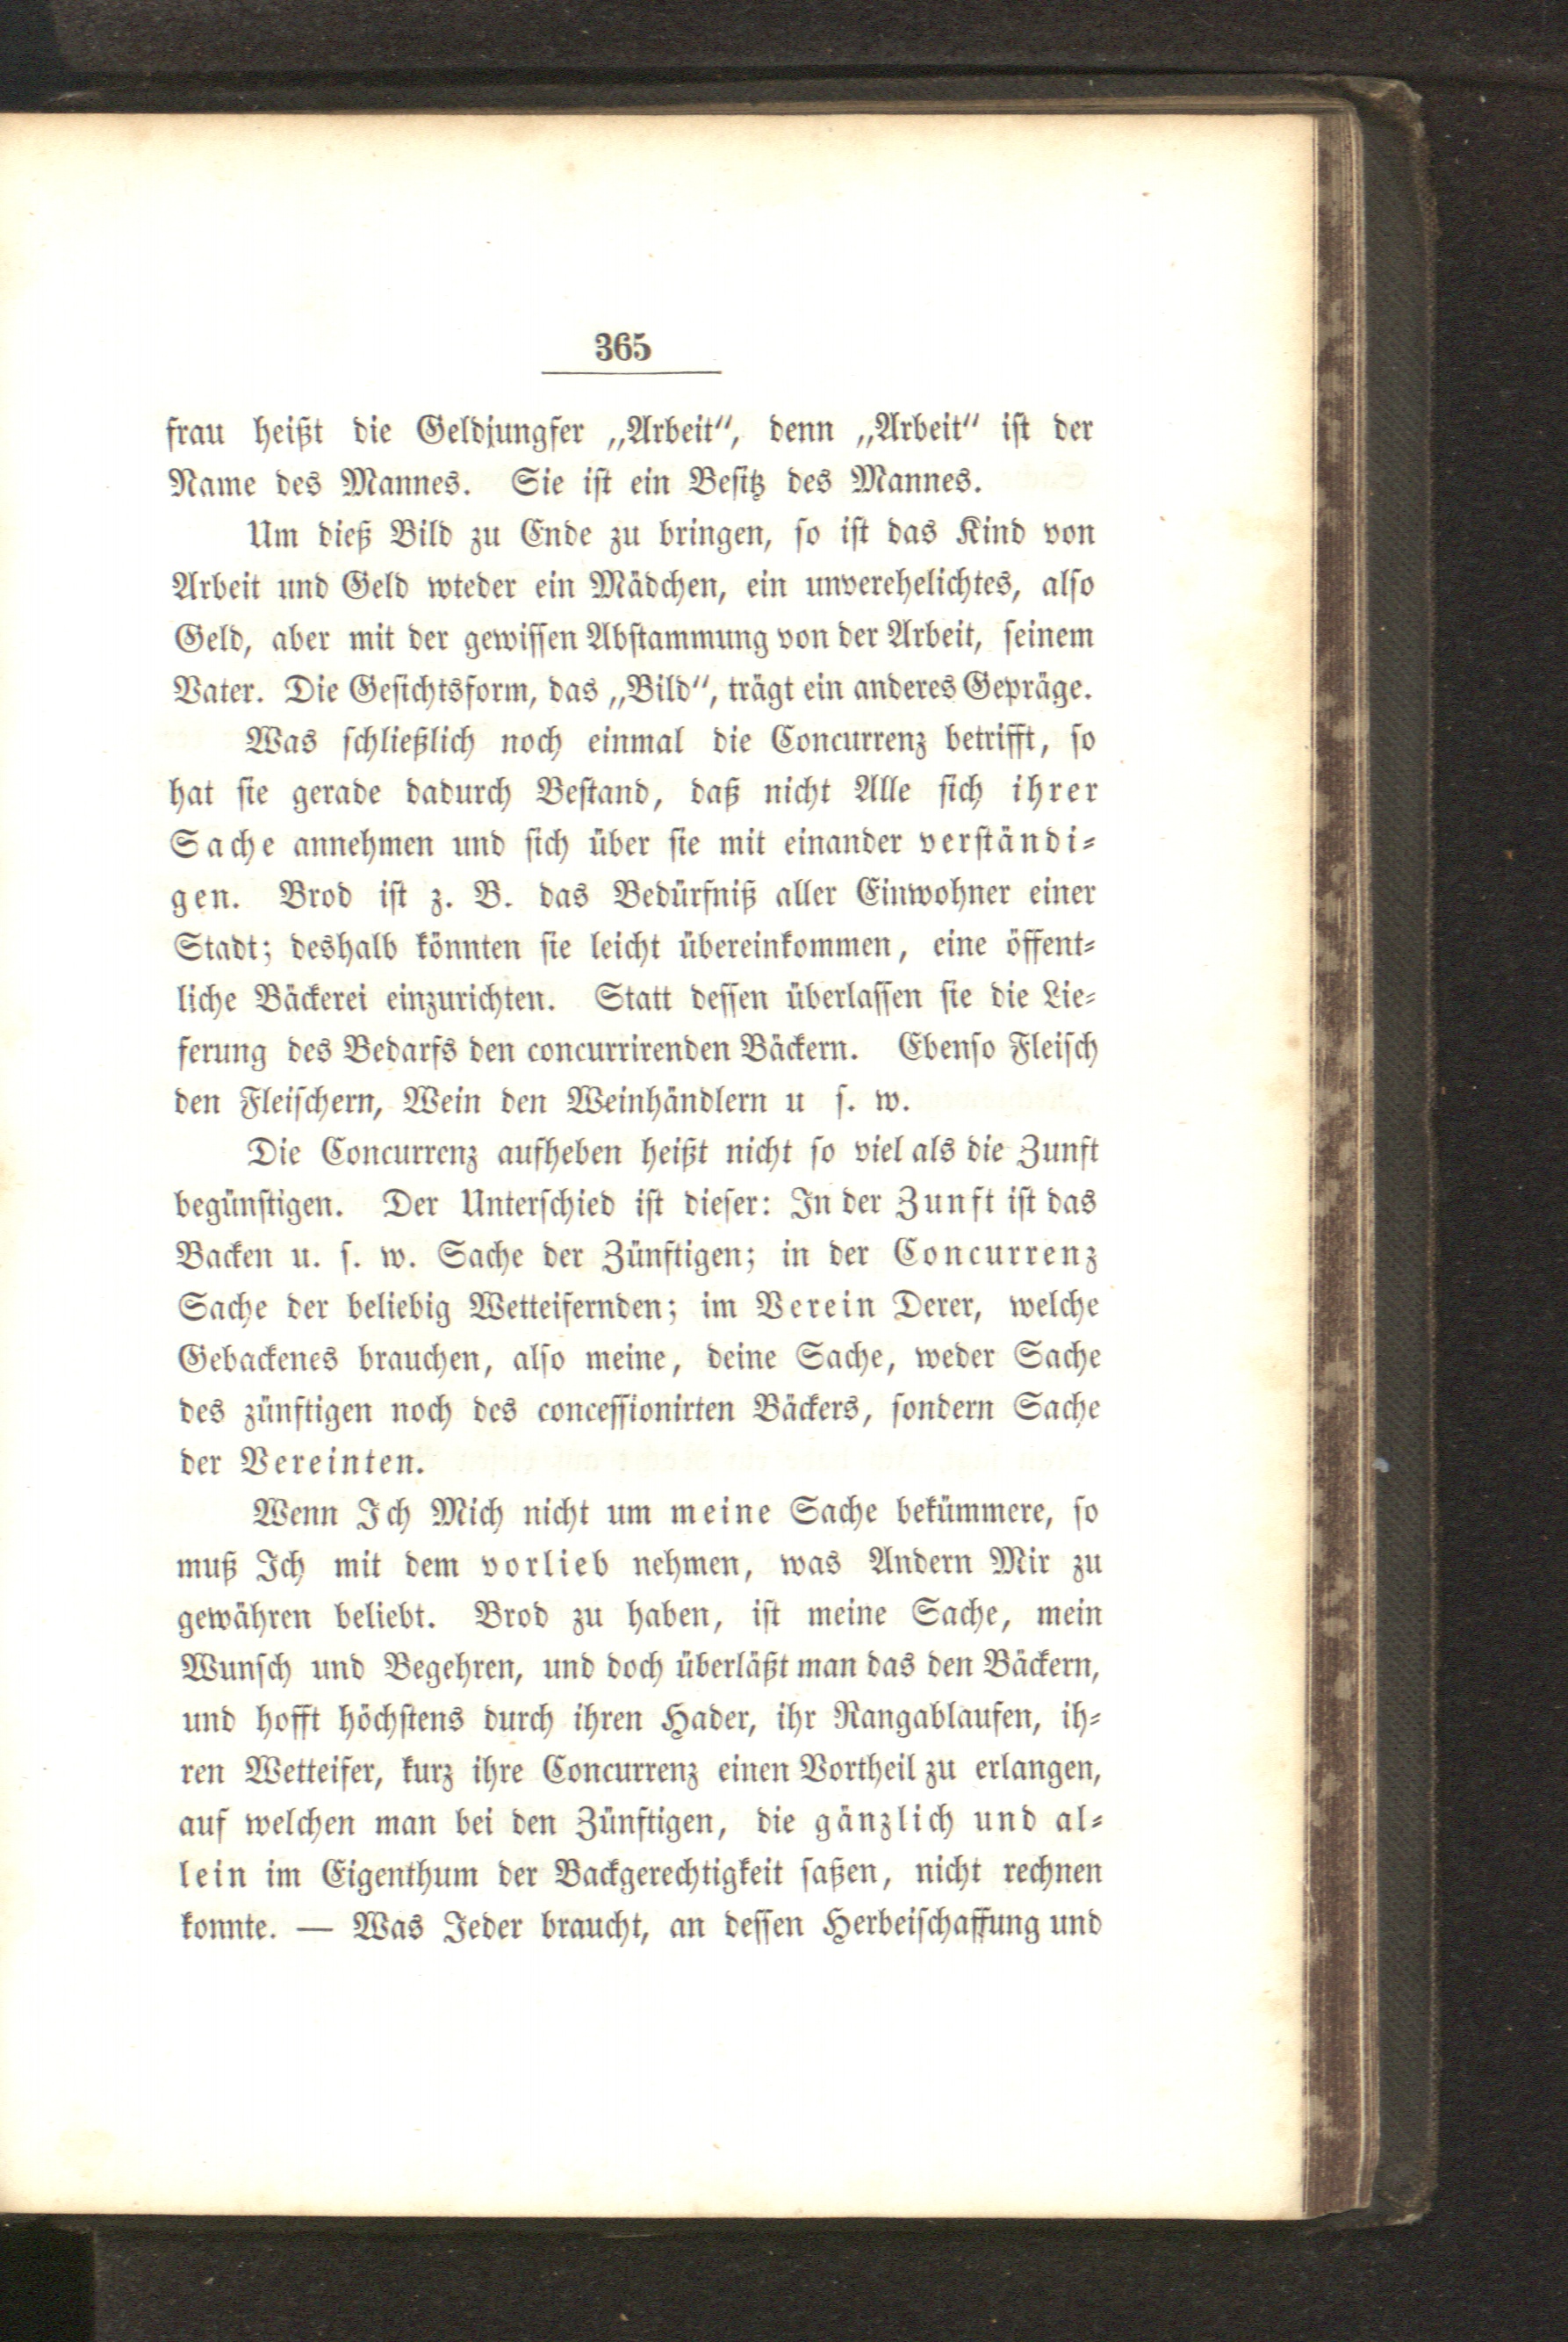 365
frau heißt die Geldjungfer „Arbeit“, denn „Arbeit“ ist der
Name des Mannes. Sie ist ein Besitz des Mannes.
Um dieß Bild zu Ende zu bringen, so ist das Kind von
Arbeit und Geld wteder ein Mädchen, ein unverehelichtes, also
Geld, aber mit der gewissen Abstammung von der Arbeit, seinem
Vater. Die Gesichtsform, das „Bild“, trägt ein anderes Gepräge.
Was schließlich noch einmal die Concurrenz betrifft, so
hat sie gerade dadurch Bestand, daß nicht Alle sich ihrer
Sache annehmen und sich über sie mit einander verständi-
gen. Brod ist z. B. das Bedürfniß aller Einwohner einer
Stadt; deshalb könnten sie leicht übereinkommen, eine öffent-
liche Bäckerei einzurichten. Statt dessen überlassen sie die Lie-
ferung des Bedarfs den concurrirenden Bäckern. Ebenso Fleisch
den Fleischern, Wein den Weinhändlern u s. w.
Die Concurrenz aufheben heißt nicht so viel als die Zunft
begünstigen. Der Unterschied ist dieser: In der Zunft ist das
Backen u. s. w. Sache der Zünftigen; in der Concurrenz
Sache der beliebig Wetteifernden; im Verein Derer, welche
Gebackenes brauchen, also meine, deine Sache, weder Sache
des zünftigen noch des concessionirten Bäckers, sondern Sache
der Vereinten.
Wenn Ich Mich nicht um meine Sache bekümmere, so
muß Ich mit dem vorlieb nehmen, was Andern Mir zu
gewähren beliebt. Brod zu haben, ist meine Sache, mein
Wunsch und Begehren, und doch überläßt man das den Bäckern,
und hofft höchstens durch ihren Hader, ihr Rangablaufen, ih-
ren Wetteifer, kurz ihre Concurrenz einen Vortheil zu erlangen,
auf welchen man bei den Zünftigen, die gänzlich und al-
lein im Eigenthum der Backgerechtigkeit saßen, nicht rechnen
konnte. — Was Jeder braucht, an dessen Herbeischaffung und